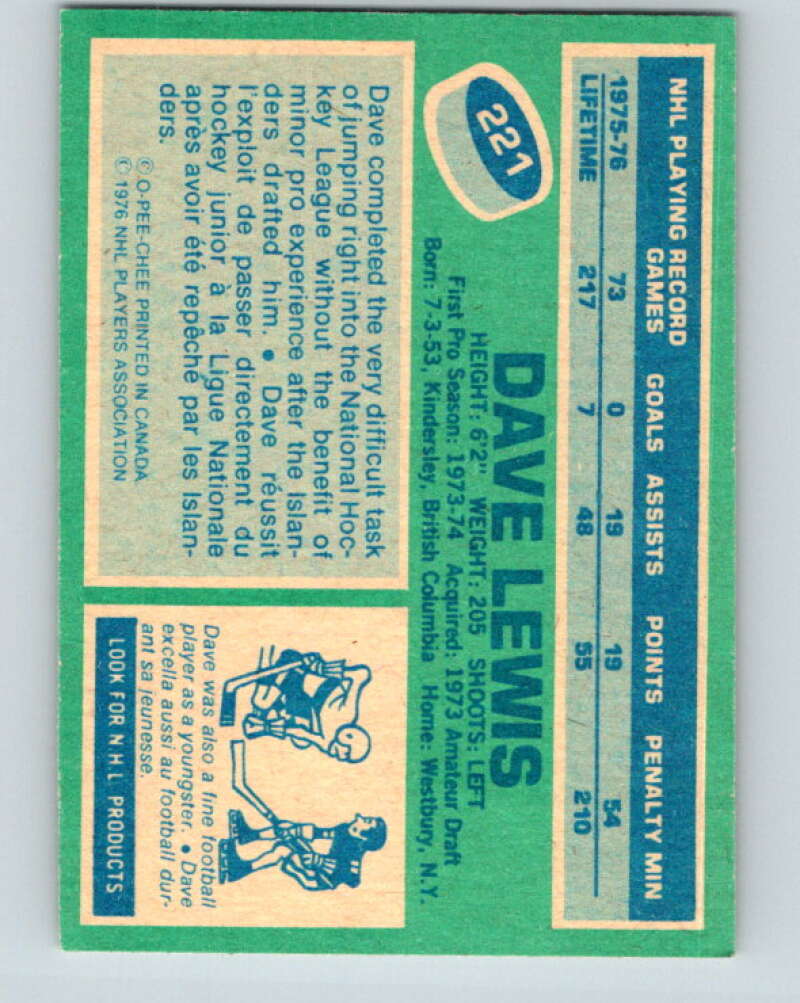 NHL PLAYING RECORD
GAMES GOALS ASSISTS POINTS PENALTY MIN
1975-76 73 0 19 19 54
LIFETIME 217 7 48 55 210
221
DAVE LEWIS
HEIGHT: 6'2" WEIGHT: 205 SHOOTS: LEFT
First Pro Season: 1973-74 Acquired: 1973 Amateur Draft
Born: 7-3-53, Kindersley, British Columbia Home: Westbury, N.Y.
Dave completed the very difficult task
of jumping right into the National Hoc-
key League without the benefit of
minor pro experience after the Islan-
ders drafted him. • Dave réussit
l'exploit de passer directement du
hockey junior à la Ligue Nationale
après avoir été repêché par les Islan-
ders.
© O-PEE-CHEE PRINTED IN CANADA
© 1976 NHL PLAYERS ASSOCIATION
Dave was also a fine football
player as a youngster. • Dave
excella aussi au football dur-
ant sa jeunesse.
LOOK FOR N.H.L PRODUCTS